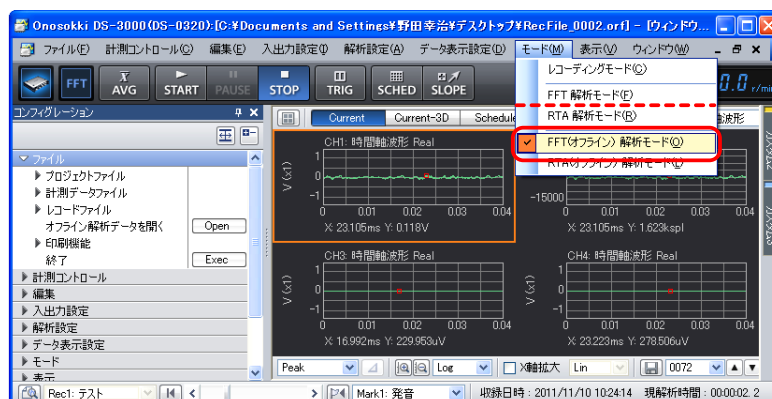 Onosokki DS-3000(DS-0320):[C:¥Documents and Settings¥野田幸治¥デスクトップ¥RecFile_0002.orf] - [ウィンドウ...
ファイル(F) 計測コントロール(C) 編集(E) 入出力設定(I) 解析設定(A) データ表示設定(D) モード(M) 表示(V) ウィンドウ(W)
FFT
X AVG
START
PAUSE
STOP
TRIG
SCHED
SLOPE
0.0 r/min
レコーディングモード(C)
FFT 解析モード(F)
RTA 解析モード(R)
FFT(オフライン) 解析モード(O)
RTA(オフライン) 解析モード(L)
コンフィグレーション
ファイル
プロジェクトファイル
計測データファイル
レコードファイル
オフライン解析データを開く Open
印刷機能
終了 Exec
計測コントロール
編集
入出力設定
解析設定
データ表示設定
モード
表示
Current Current-3D Schedule 波形
CH1: 時間軸波形 Real
V (x1)
1
0
-1
0 0.01 0.02 0.03 0.04
X: 23.105ms Y: 0.118V
-15000
0 0.01 0.02 0.03 0.04
X: 23.105ms Y: 1.623kspl
CH3: 時間軸波形 Real
V (x1)
1
0
-1
0 0.01 0.02 0.03 0.04
X: 16.992ms Y: 229.953uV
CH4: 時間軸波形 Real
V (x1)
1
0
-1
0 0.01 0.02 0.03 0.04
X: 23.223ms Y: 278.506uV
Peak Log X軸拡大 Lin 0072
Rec1: テスト Mark1: 発音 収録日時 : 2011/11/10 10:24:14 現解析時間 : 00:00:02. 2